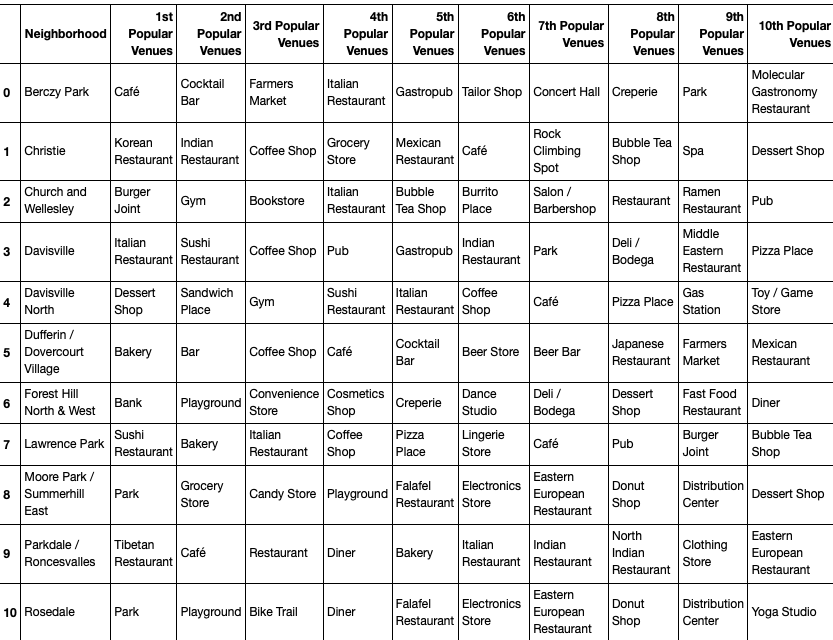 Neighborhood 1st Popular Venues 2nd Popular Venues 3rd Popular Venues 4th Popular Venues 5th Popular Venues 6th Popular Venues 7th Popular Venues 8th Popular Venues 9th Popular Venues 10th Popular Venues
0 Berczy Park Café Cocktail Bar Farmers Market Italian Restaurant Gastropub Tailor Shop Concert Hall Creperie Park Molecular Gastronomy Restaurant
1 Christie Korean Restaurant Indian Restaurant Coffee Shop Grocery Store Mexican Restaurant Café Rock Climbing Spot Bubble Tea Shop Spa Dessert Shop
2 Church and Wellesley Burger Joint Gym Bookstore Italian Restaurant Bubble Tea Shop Burrito Place Salon / Barbershop Restaurant Ramen Restaurant Pub
3 Davisville Italian Restaurant Sushi Restaurant Coffee Shop Pub Gastropub Indian Restaurant Park Deli / Bodega Middle Eastern Restaurant Pizza Place
4 Davisville North Dessert Shop Sandwich Place Gym Sushi Restaurant Italian Restaurant Coffee Shop Café Pizza Place Gas Station Toy / Game Store
5 Dufferin / Dovercourt Village Bakery Bar Coffee Shop Café Cocktail Bar Beer Store Beer Bar Japanese Restaurant Farmers Market Mexican Restaurant
6 Forest Hill North & West Bank Playground Convenience Store Cosmetics Shop Creperie Dance Studio Deli / Bodega Dessert Shop Fast Food Restaurant Diner
7 Lawrence Park Sushi Restaurant Bakery Italian Restaurant Coffee Shop Pizza Place Lingerie Store Café Pub Burger Joint Bubble Tea Shop
8 Moore Park / Summerhill East Park Grocery Store Candy Store Playground Falafel Restaurant Electronics Store Eastern European Restaurant Donut Shop Distribution Center Dessert Shop
9 Parkdale / Roncesvalles Tibetan Restaurant Café Restaurant Diner Bakery Italian Restaurant Indian Restaurant North Indian Restaurant Clothing Store Eastern European Restaurant
10 Rosedale Park Playground Bike Trail Diner Falafel Restaurant Electronics Store Eastern European Restaurant Donut Shop Distribution Center Yoga Studio